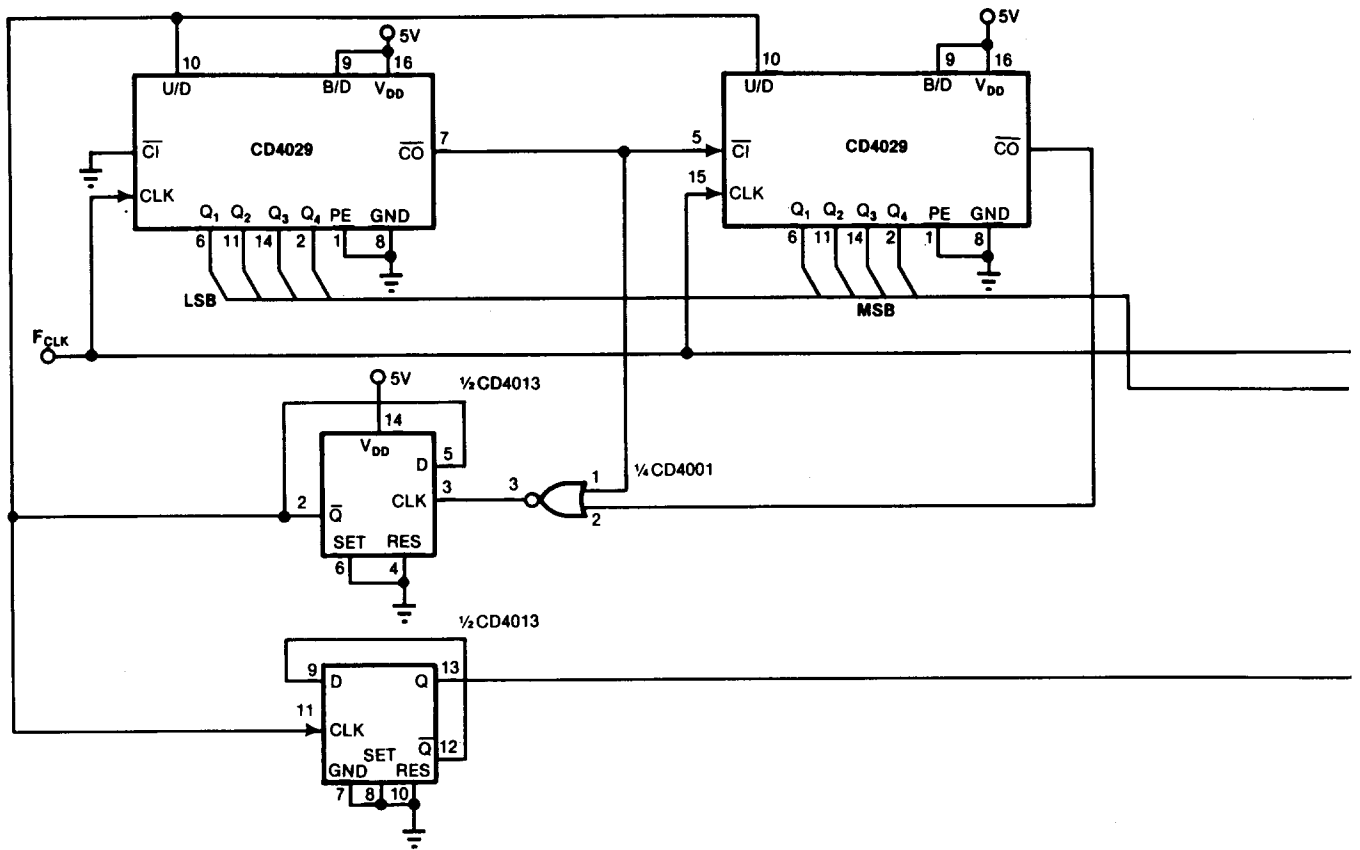 5V
5V
10
9
16
10
9
16
U/D
B/D
VDD
U/D
B/D
VDD
CI
CD4029
CO
7
5
CI
CD4029
CO
CLK
15
CLK
Q1 Q2 Q3 Q4 PE GND
Q1 Q2 Q3 Q4 PE GND
6 11 14 2 1 8
6 11 14 2 1 8
LSB
MSB
FCLK
5V
½CD4013
14
VDD
D
5
¼CD4001
2
Q
CLK
3
3
1
2
SET RES
6 4
½CD4013
9
D
Q
13
11
CLK
Q
12
SET
GND RES
7 8 10